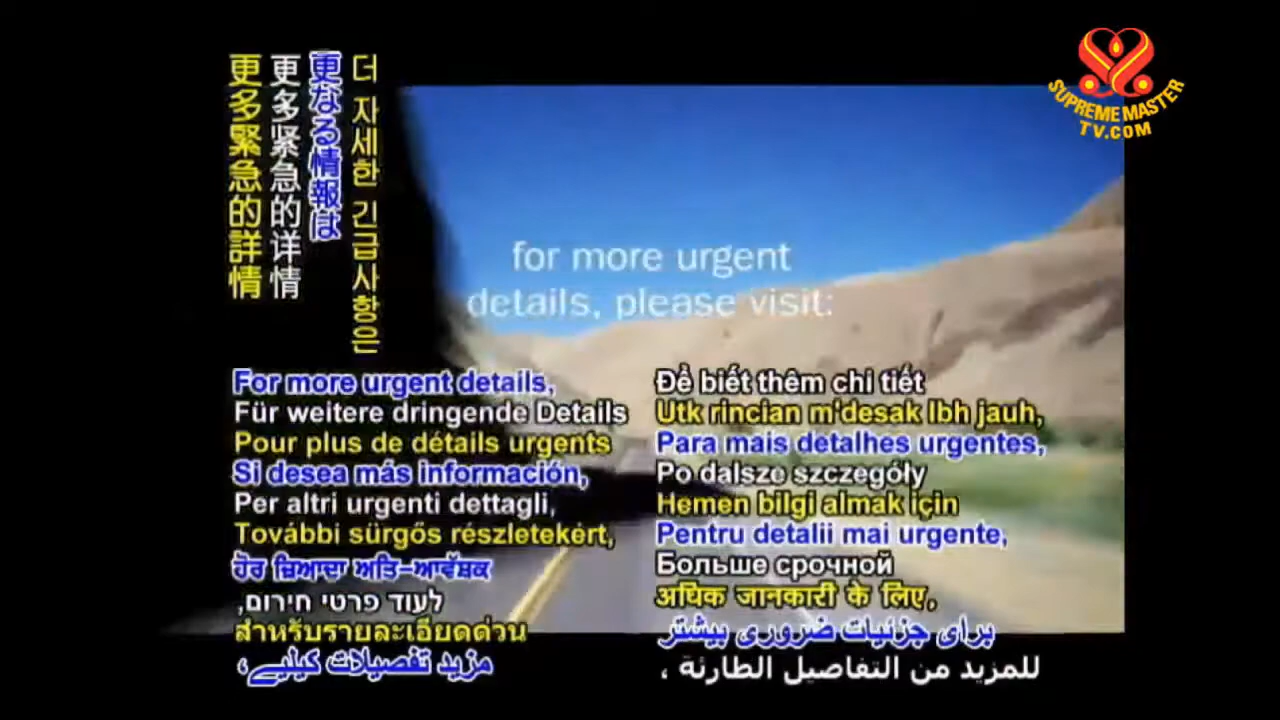 SUPREME MASTER
TV.COM
更多緊急的詳情
更多紧急的详情
更なる情報は
더 자세한 긴급사항은
for more urgent
details, please visit:
For more urgent details,
Für weitere dringende Details
Pour plus de détails urgents
Si desea más información,
Per altri urgenti dettagli,
További sürgős részletekért,
ਹੋਰ ਜ਼ਿਆਦਾ ਅਤਿ-ਆਵੱਸ਼ਕ
לעוד פרטי חירום,
สำหรับรายละเอียดด่วน
مزید تفصیلات کیلیے،
Để biết thêm chi tiết
Utk rincian m'desak lbh jauh,
Para mais detalhes urgentes,
Po dalsze szczegóły
Hemen bilgi almak için
Pentru detalii mai urgente,
Больше срочной
अधिक जानकारी के लिए,
برای جزئیات ضروری بیشتر
للمزيد من التفاصيل الطارئة ،